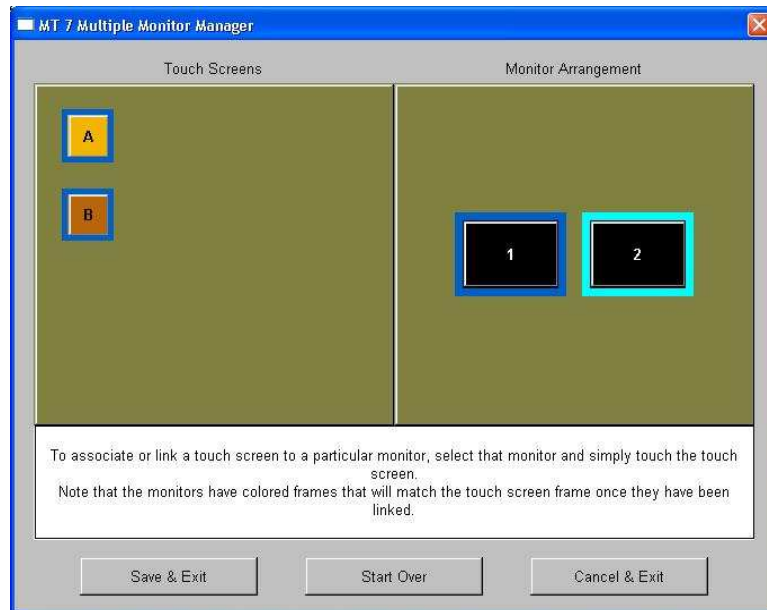 MT 7 Multiple Monitor Manager
Touch Screens
Monitor Arrangement
A
B
1
2
To associate or link a touch screen to a particular monitor, select that monitor and simply touch the touch
screen.
Note that the monitors have colored frames that will match the touch screen frame once they have been
linked.
Save & Exit
Start Over
Cancel & Exit